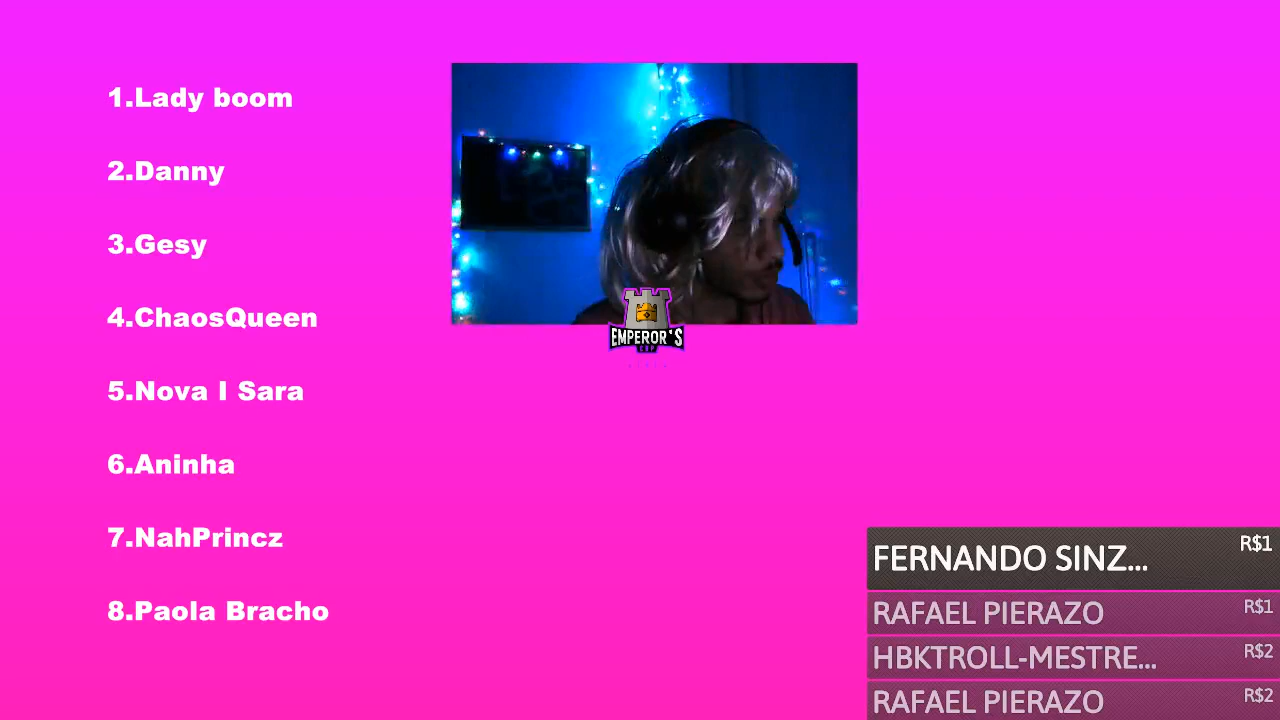 1.Lady boom
2.Danny
3.Gesy
4.ChaosQueen
5.Nova I Sara
6.Aninha
7.NahPrincz
8.Paola Bracho
EMPEROR'S
CUP
FERNANDO SINZ... R$1
RAFAEL PIERAZO R$1
HBKTROLL-MESTRE... R$2
RAFAEL PIERAZO R$2